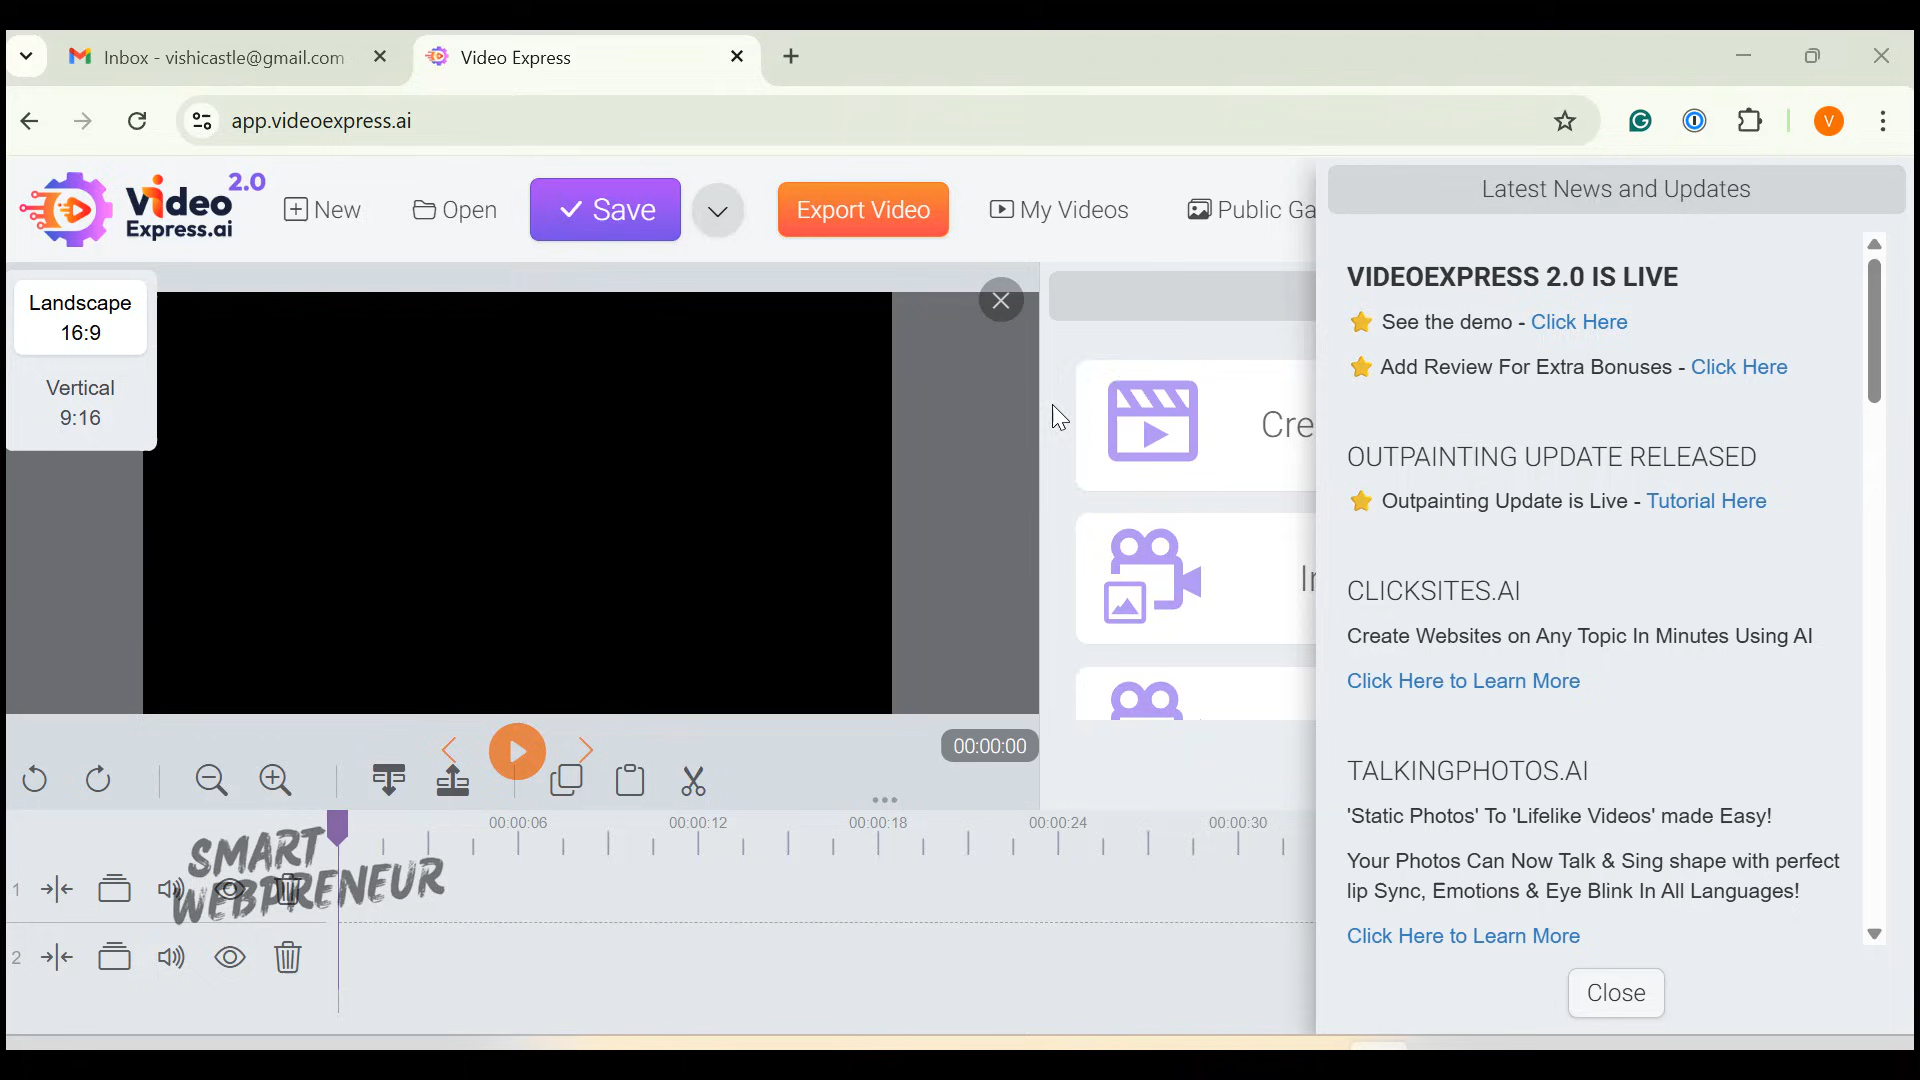 Inbox - vishicastle@gmail.com
Video Express
app.videoexpress.ai
Video Express.ai 2.0
New
Open
Save
Export Video
My Videos
Public Ga
Latest News and Updates
Landscape
16:9
Vertical
9:16
VIDEOEXPRESS 2.0 IS LIVE
See the demo - Click Here
Add Review For Extra Bonuses - Click Here
Cre
OUTPAINTING UPDATE RELEASED
Outpainting Update is Live - Tutorial Here
CLICKSITES.AI
Create Websites on Any Topic In Minutes Using AI
Click Here to Learn More
00:00:00
TALKINGPHOTOS.AI
'Static Photos' To 'Lifelike Videos' made Easy!
Your Photos Can Now Talk & Sing shape with perfect
lip Sync, Emotions & Eye Blink In All Languages!
Click Here to Learn More
Close
00:00:06
00:00:12
00:00:18
00:00:24
00:00:30
SMART
WEBPRENEUR
1
2
V